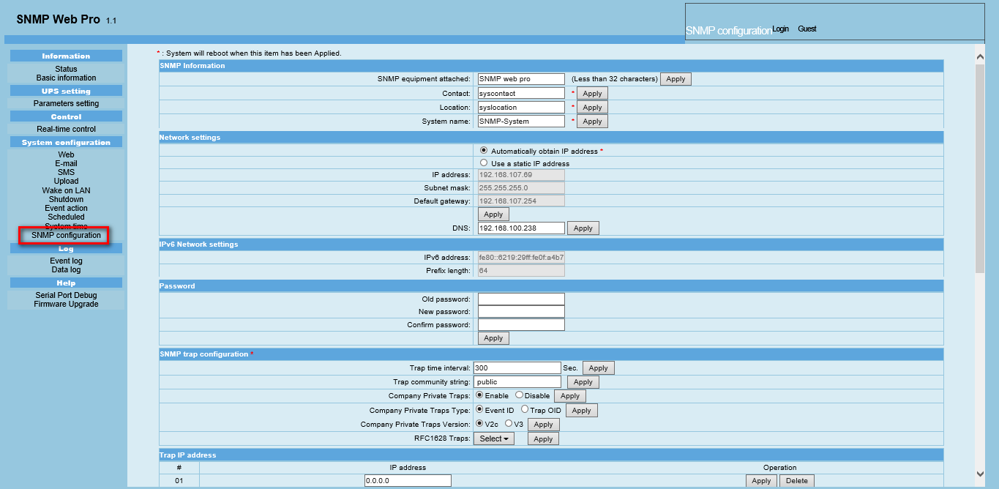 SNMP Web Pro 1.1
SNMP configuration Login Guest
Information
Status
Basic information
UPS setting
Parameters setting
Control
Real-time control
System configuration
Web
E-mail
SMS
Upload
Wake on LAN
Shutdown
Event action
Scheduled
System time
SNMP configuration
Log
Event log
Data log
Help
Serial Port Debug
Firmware Upgrade
* : System will reboot when this item has been Applied.
SNMP Information
SNMP equipment attached: SNMP web pro (Less than 32 characters) Apply
Contact: syscontact * Apply
Location: syslocation * Apply
System name: SNMP-System * Apply
Network settings
Automatically obtain IP address *
Use a static IP address
IP address: 192.168.107.69
Subnet mask: 255.255.255.0
Default gateway: 192.168.107.254
Apply
DNS: 192.168.100.238 Apply
IPv6 Network settings
IPv6 address: fe80::6219:29ff:fe0f:a4b7
Prefix length: 64
Password
Old password:
New password:
Confirm password:
Apply
SNMP trap configuration *
Trap time interval: 300 Sec. Apply
Trap community string: public Apply
Company Private Traps: Enable Disable Apply
Company Private Traps Type: Event ID Trap OID Apply
Company Private Traps Version: V2c V3 Apply
RFC1628 Traps: Select Apply
Trap IP address
# IP address Operation
01 0.0.0.0 Apply Delete